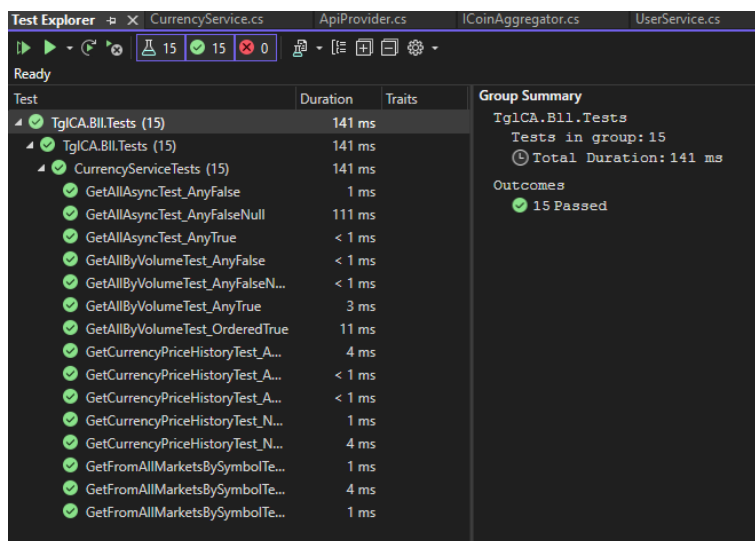 Test Explorer
CurrencyService.cs
ApiProvider.cs
ICoinAggregator.cs
UserService.cs
15 15 0
Ready
Test Duration Traits
TglCA.Bll.Tests (15) 141 ms
TglCA.Bll.Tests (15) 141 ms
CurrencyServiceTests (15) 141 ms
GetAllAsyncTest_AnyFalse 1 ms
GetAllAsyncTest_AnyFalseNull 111 ms
GetAllAsyncTest_AnyTrue < 1 ms
GetAllByVolumeTest_AnyFalse < 1 ms
GetAllByVolumeTest_AnyFalseN... < 1 ms
GetAllByVolumeTest_AnyTrue 3 ms
GetAllByVolumeTest_OrderedTrue 11 ms
GetCurrencyPriceHistoryTest_A... 4 ms
GetCurrencyPriceHistoryTest_A... < 1 ms
GetCurrencyPriceHistoryTest_A... < 1 ms
GetCurrencyPriceHistoryTest_N... 1 ms
GetCurrencyPriceHistoryTest_N... 4 ms
GetFromAllMarketsBySymbolTe... 1 ms
GetFromAllMarketsBySymbolTe... 4 ms
GetFromAllMarketsBySymbolTe... 1 ms
Group Summary
TglCA.Bll.Tests
Tests in group: 15
Total Duration: 141 ms
Outcomes
15 Passed